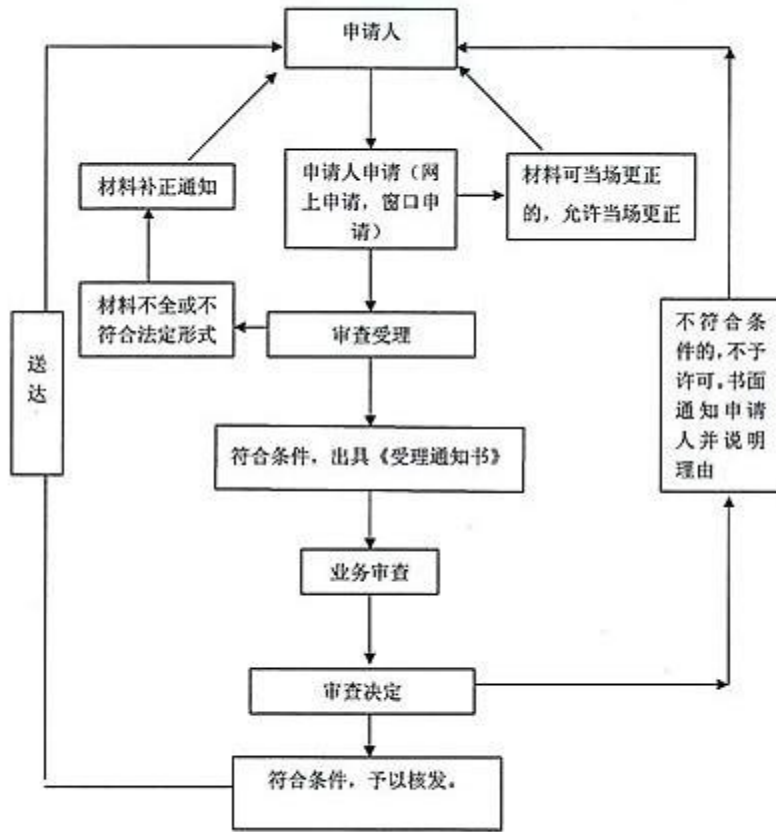 申请人
材料补正通知
申请人申请（网
上申请，窗口申
请）
材料可当场更正
的，允许当场更正
材料不全或不
符合法定形式
审查受理
送
达
不符合条
件的，不予
许可。书面
通知申请
人并说明
理由
符合条件，出具《受理通知书》
业务审查
审查决定
符合条件，予以核发。